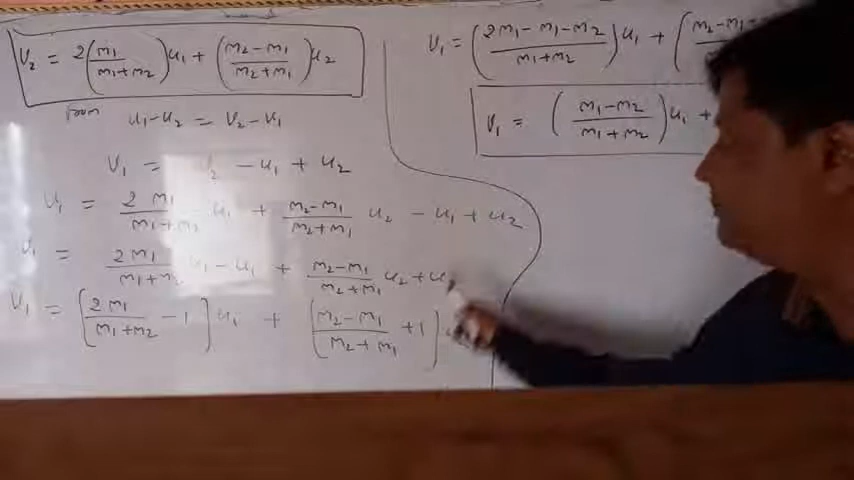 V₂ = 2(m₁/(m₁+m₂))u₁ + ((m₂-m₁)/(m₂+m₁))u₂
from u₁-u₂ = V₂-V₁
V₁ = V₂ - u₁ + u₂
V₁ = (2m₁/(m₁+m₂)) u₁ + ((m₂-m₁)/(m₂+m₁)) u₂ - u₁ + u₂
V₁ = (2m₁/(m₁+m₂)) u₁ - u₁ + ((m₂-m₁)/(m₂+m₁)) u₂ + u
V₁ = [2m₁/(m₁+m₂) - 1]u₁ + [(m₂-m₁)/(m₂+m₁) + 1]
V₁ = ((2m₁-m₁-m₂)/(m₁+m₂))u₁ + (m₂-m
V₁ = ((m₁-m₂)/(m₁+m₂))u₁ +